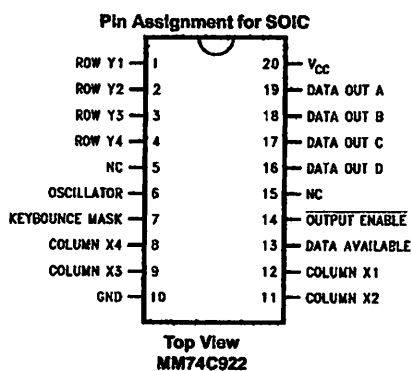 Pin Assignment for SOIC
ROW Y1 1 20 VCC
ROW Y2 2 19 DATA OUT A
ROW Y3 3 18 DATA OUT B
ROW Y4 4 17 DATA OUT C
NC 5 16 DATA OUT D
OSCILLATOR 6 15 NC
KEYBOUNCE MASK 7 14 OUTPUT ENABLE
COLUMN X4 8 13 DATA AVAILABLE
COLUMN X3 9 12 COLUMN X1
GND 10 11 COLUMN X2
Top View
MM74C922